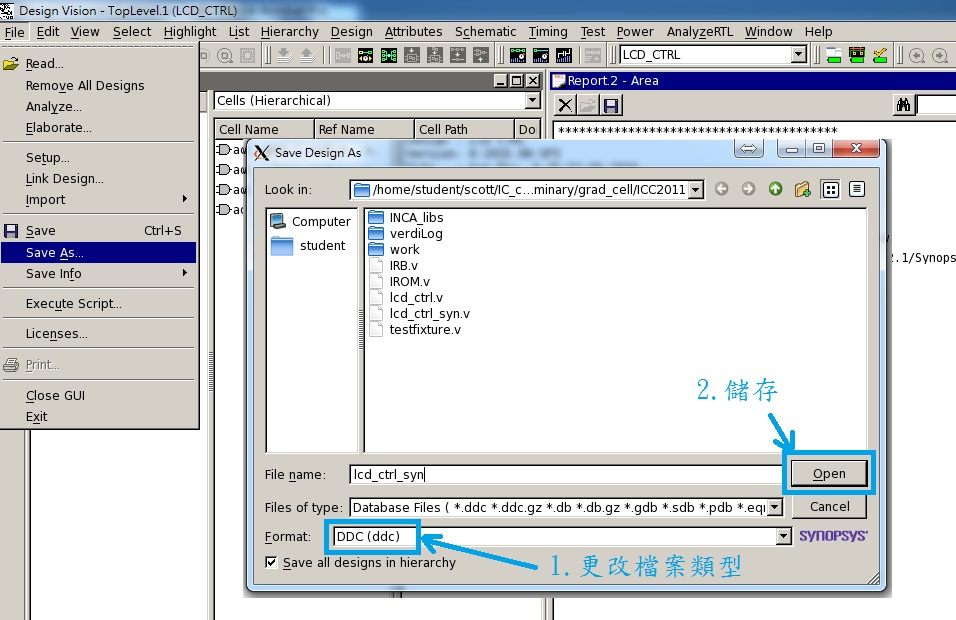 Design Vision - TopLevel.1 (LCD_CTRL)
File Edit View Select Highlight List Hierarchy Design Attributes Schematic Timing Test Power AnalyzeRTL Window Help
LCD_CTRL
Read...
Remove All Designs
Analyze...
Elaborate...
Setup...
Link Design...
Import
Save Ctrl+S
Save As...
Save Info
Execute Script...
Licenses...
Print...
Close GUI
Exit
Cells (Hierarchical)
Cell Name Ref Name Cell Path Do
Report.2 - Area
****************************************
2.1/Synops
Save Design As
Look in: /home/student/scott/IC_c...minary/grad_cell/ICC2011
Computer
student
INCA_libs
verdiLog
work
IRB.v
IROM.v
lcd_ctrl.v
lcd_ctrl_syn.v
testfixture.v
2.儲存
File name: lcd_ctrl_syn Open
Files of type: Database Files ( *.ddc *.ddc.gz *.db *.db.gz *.gdb *.sdb *.pdb *.eqn Cancel
Format: DDC (ddc) SYNOPSYS
Save all designs in hierarchy
1.更改檔案類型